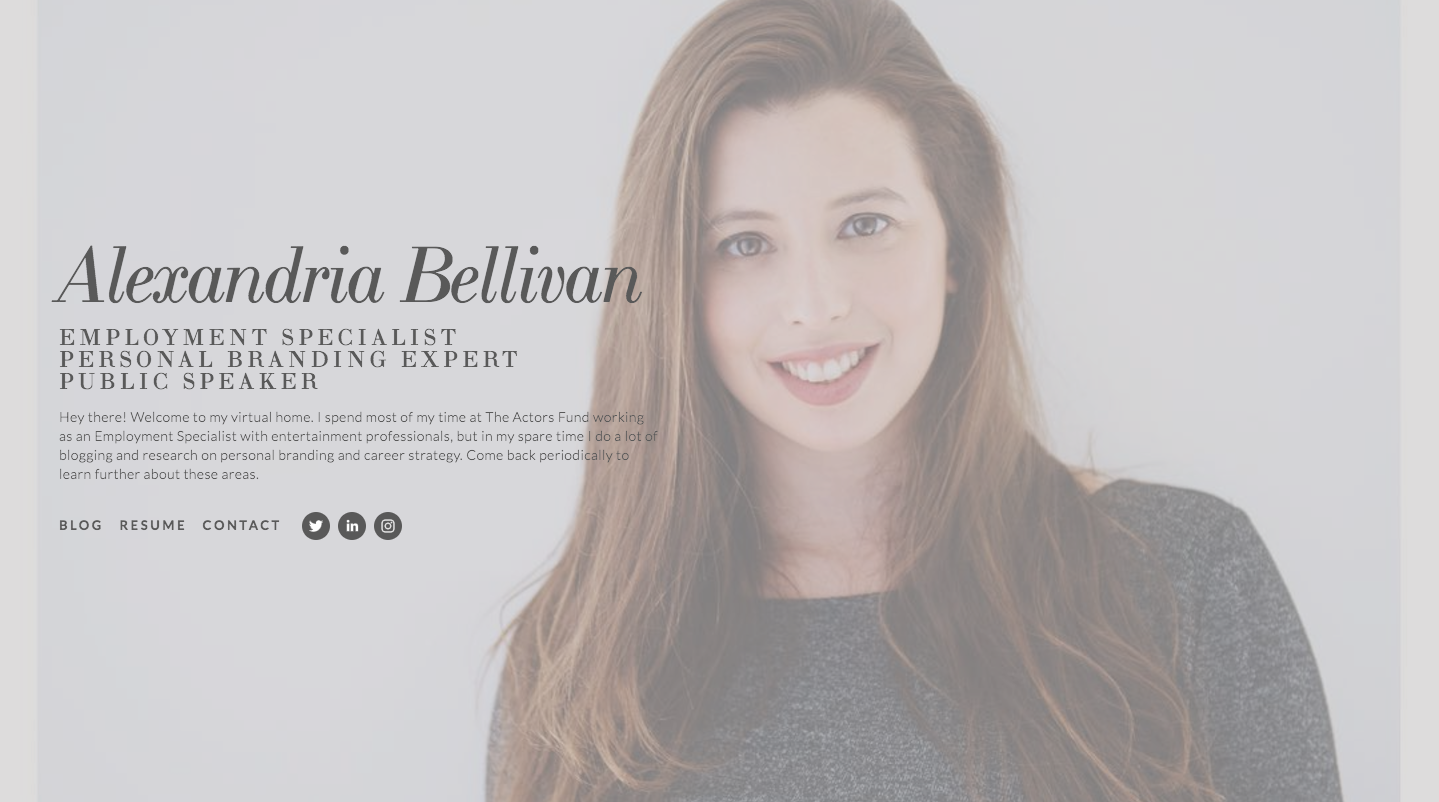 Alexandria Bellivan
EMPLOYMENT SPECIALIST
PERSONAL BRANDING EXPERT
PUBLIC SPEAKER
Hey there! Welcome to my virtual home. I spend most of my time at The Actors Fund working
as an Employment Specialist with entertainment professionals, but in my spare time I do a lot of
blogging and research on personal branding and career strategy. Come back periodically to
learn further about these areas.
BLOG RESUME CONTACT in